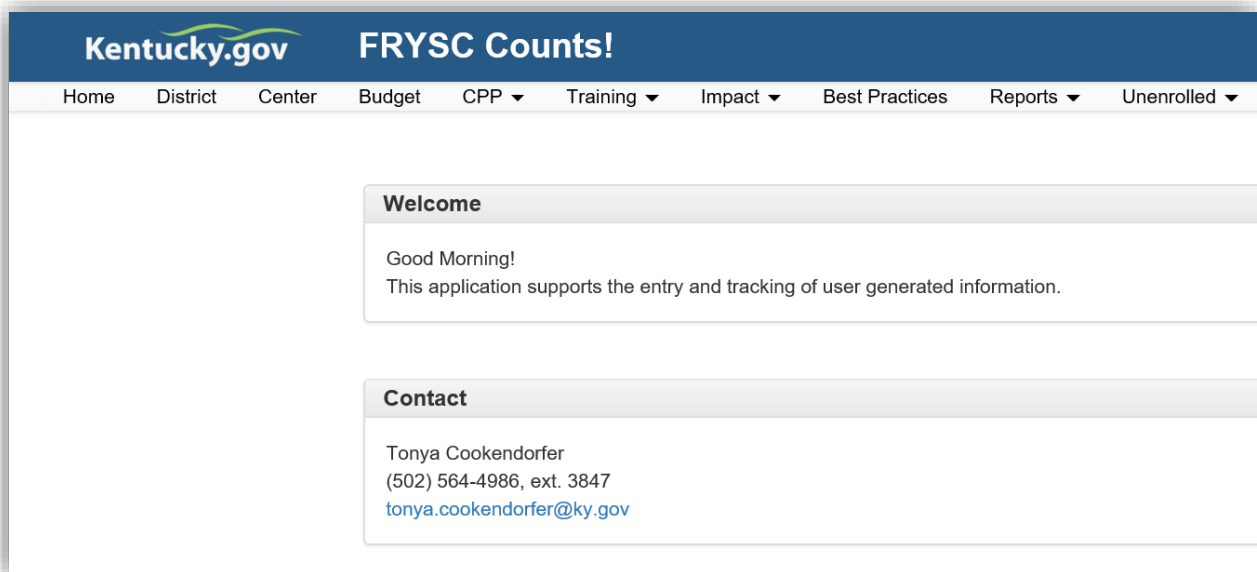 Kentucky.gov FRYSC Counts!
Home District Center Budget CPP Training Impact Best Practices Reports Unenrolled
Welcome
Good Morning!
This application supports the entry and tracking of user generated information.
Contact
Tonya Cookendorfer
(502) 564-4986, ext. 3847
tonya.cookendorfer@ky.gov